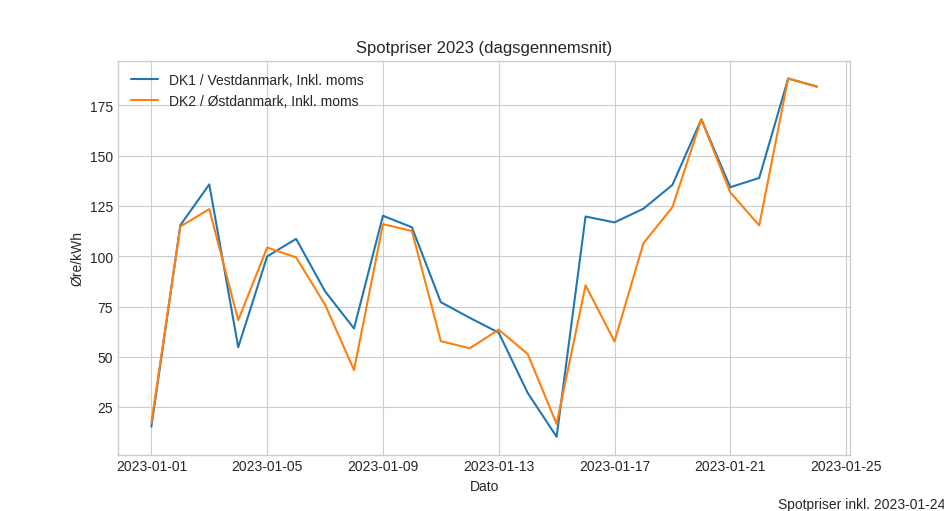 Spotpriser 2023 (dagsgennemsnit)
DK1 / Vestdanmark, Inkl. moms
DK2 / Østdanmark, Inkl. moms
175
150
125
100
75
50
25
Øre/kWh
2023-01-01 2023-01-05 2023-01-09 2023-01-13 2023-01-17 2023-01-21 2023-01-25
Dato
Spotpriser inkl. 2023-01-24